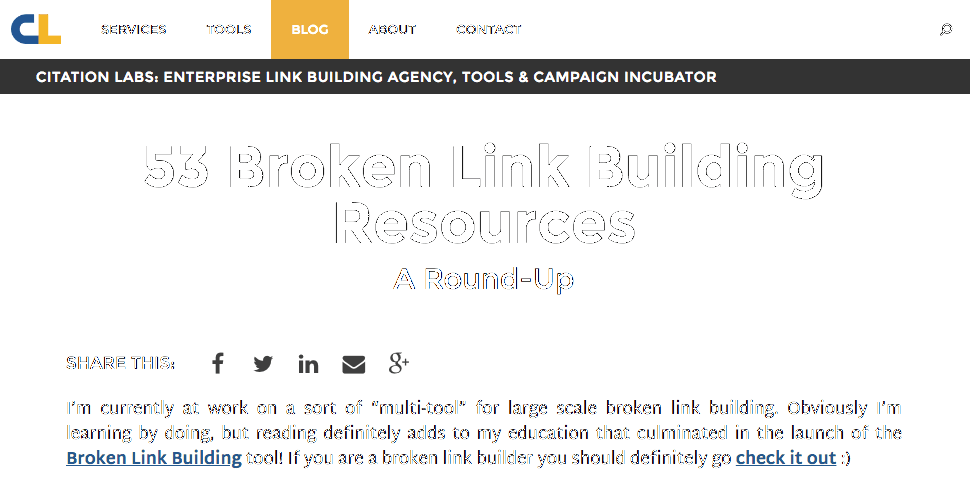 CL
SERVICES TOOLS BLOG ABOUT CONTACT
CITATION LABS: ENTERPRISE LINK BUILDING AGENCY, TOOLS & CAMPAIGN INCUBATOR
53 Broken Link Building
Resources
A Round-Up
SHARE THIS:
I'm currently at work on a sort of "multi-tool" for large scale broken link building. Obviously I'm
learning by doing, but reading definitely adds to my education that culminated in the launch of the
Broken Link Building tool! If you are a broken link builder you should definitely go check it out :)